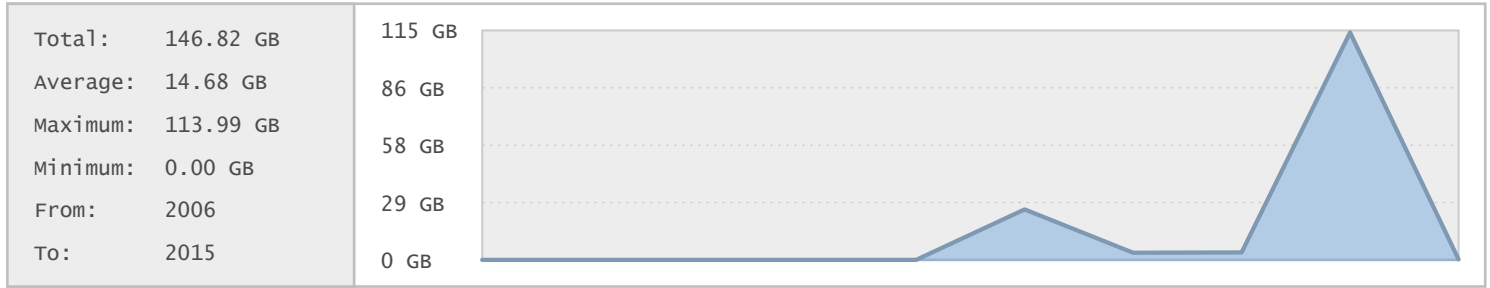 Total: 146.82 GB
Average: 14.68 GB
Maximum: 113.99 GB
Minimum: 0.00 GB
From: 2006
To: 2015
115 GB
86 GB
58 GB
29 GB
0 GB